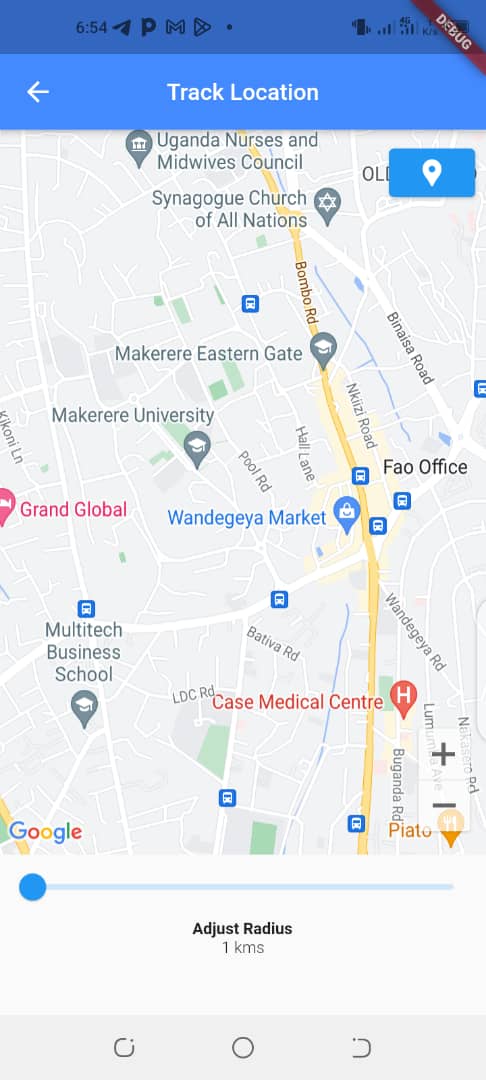 6:54
4G
K/s
DEBUG
Track Location
Uganda Nurses and
Midwives Council
OLD
Synagogue Church
of All Nations
Bombo Rd
Binaisa Road
Makerere Eastern Gate
Nkiizi Road
Makerere University
Kikoni Ln
Hall Lane
Pool Rd
Fao Office
Grand Global
Wandegeya Market
Wandegeya Rd
Multitech
Business
School
Bativa Rd
LDC Rd
Case Medical Centre
H
Lumumba Ave
Nakasero Rd
Buganda Rd
+
−
Google
Piato
Adjust Radius
1 kms